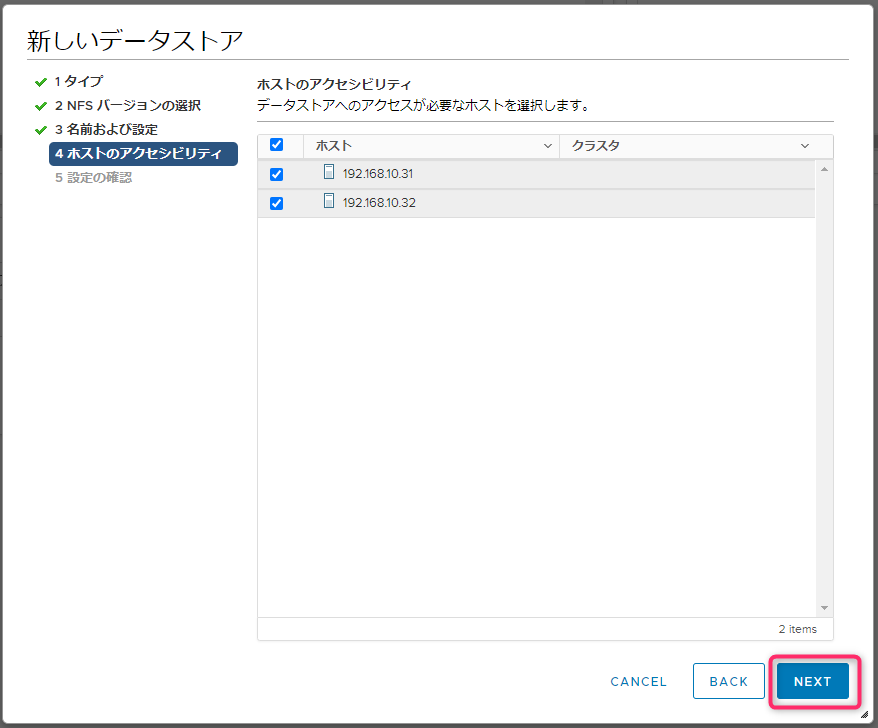 新しいデータストア
1 タイプ
2 NFS バージョンの選択
3 名前および設定
4 ホストのアクセシビリティ
5 設定の確認
ホストのアクセシビリティ
データストアへのアクセスが必要なホストを選択します。
ホスト クラスタ
192.168.10.31
192.168.10.32
2 items
CANCEL BACK NEXT